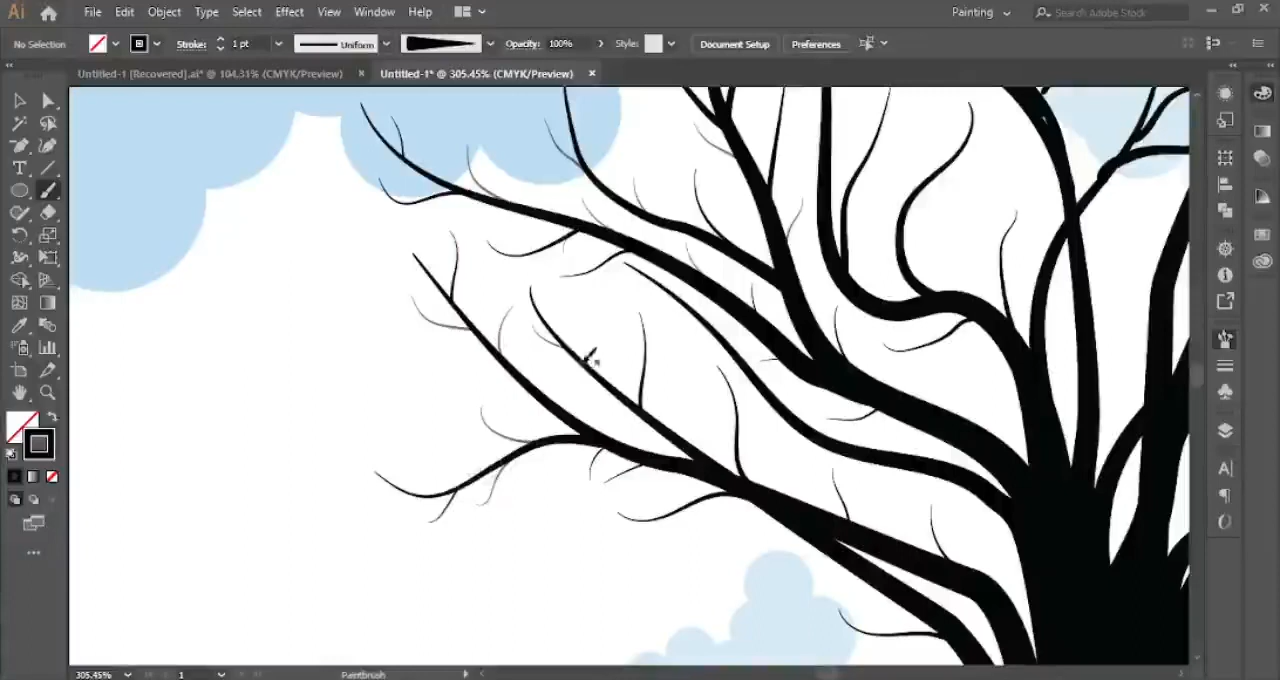 Ai File Edit Object Type Select Effect View Window Help Painting Search Adobe Stock
No Selection Stroke: 1 pt Uniform Opacity: 100% Style: Document Setup Preferences
Untitled-1 [Recovered].ai* @ 104.31% (CMYK/Preview) × Untitled-1* @ 305.45% (CMYK/Preview) ×
305.45% 1 Paintbrush